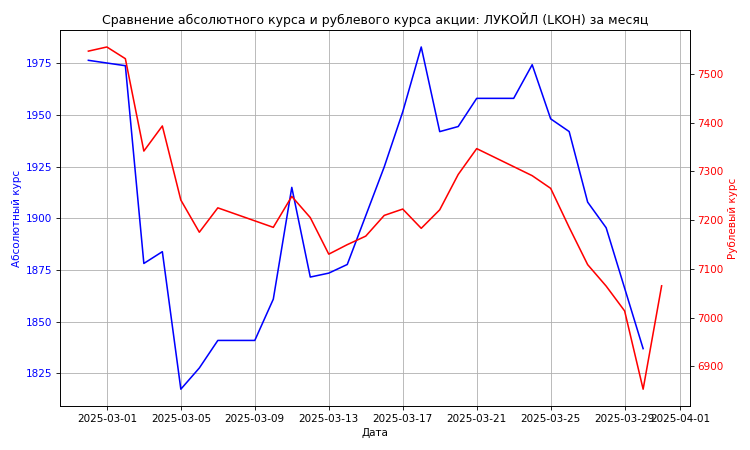 Сравнение абсолютного курса и рублевого курса акции: ЛУКОЙЛ (LKOH) за месяц
1975
1950
1925
1900
1875
1850
1825
Абсолютный курс
7500
7400
7300
7200
7100
7000
6900
Рублевый курс
2025-03-01 2025-03-05 2025-03-09 2025-03-13 2025-03-17 2025-03-21 2025-03-25 2025-03-29 2025-04-01
Дата